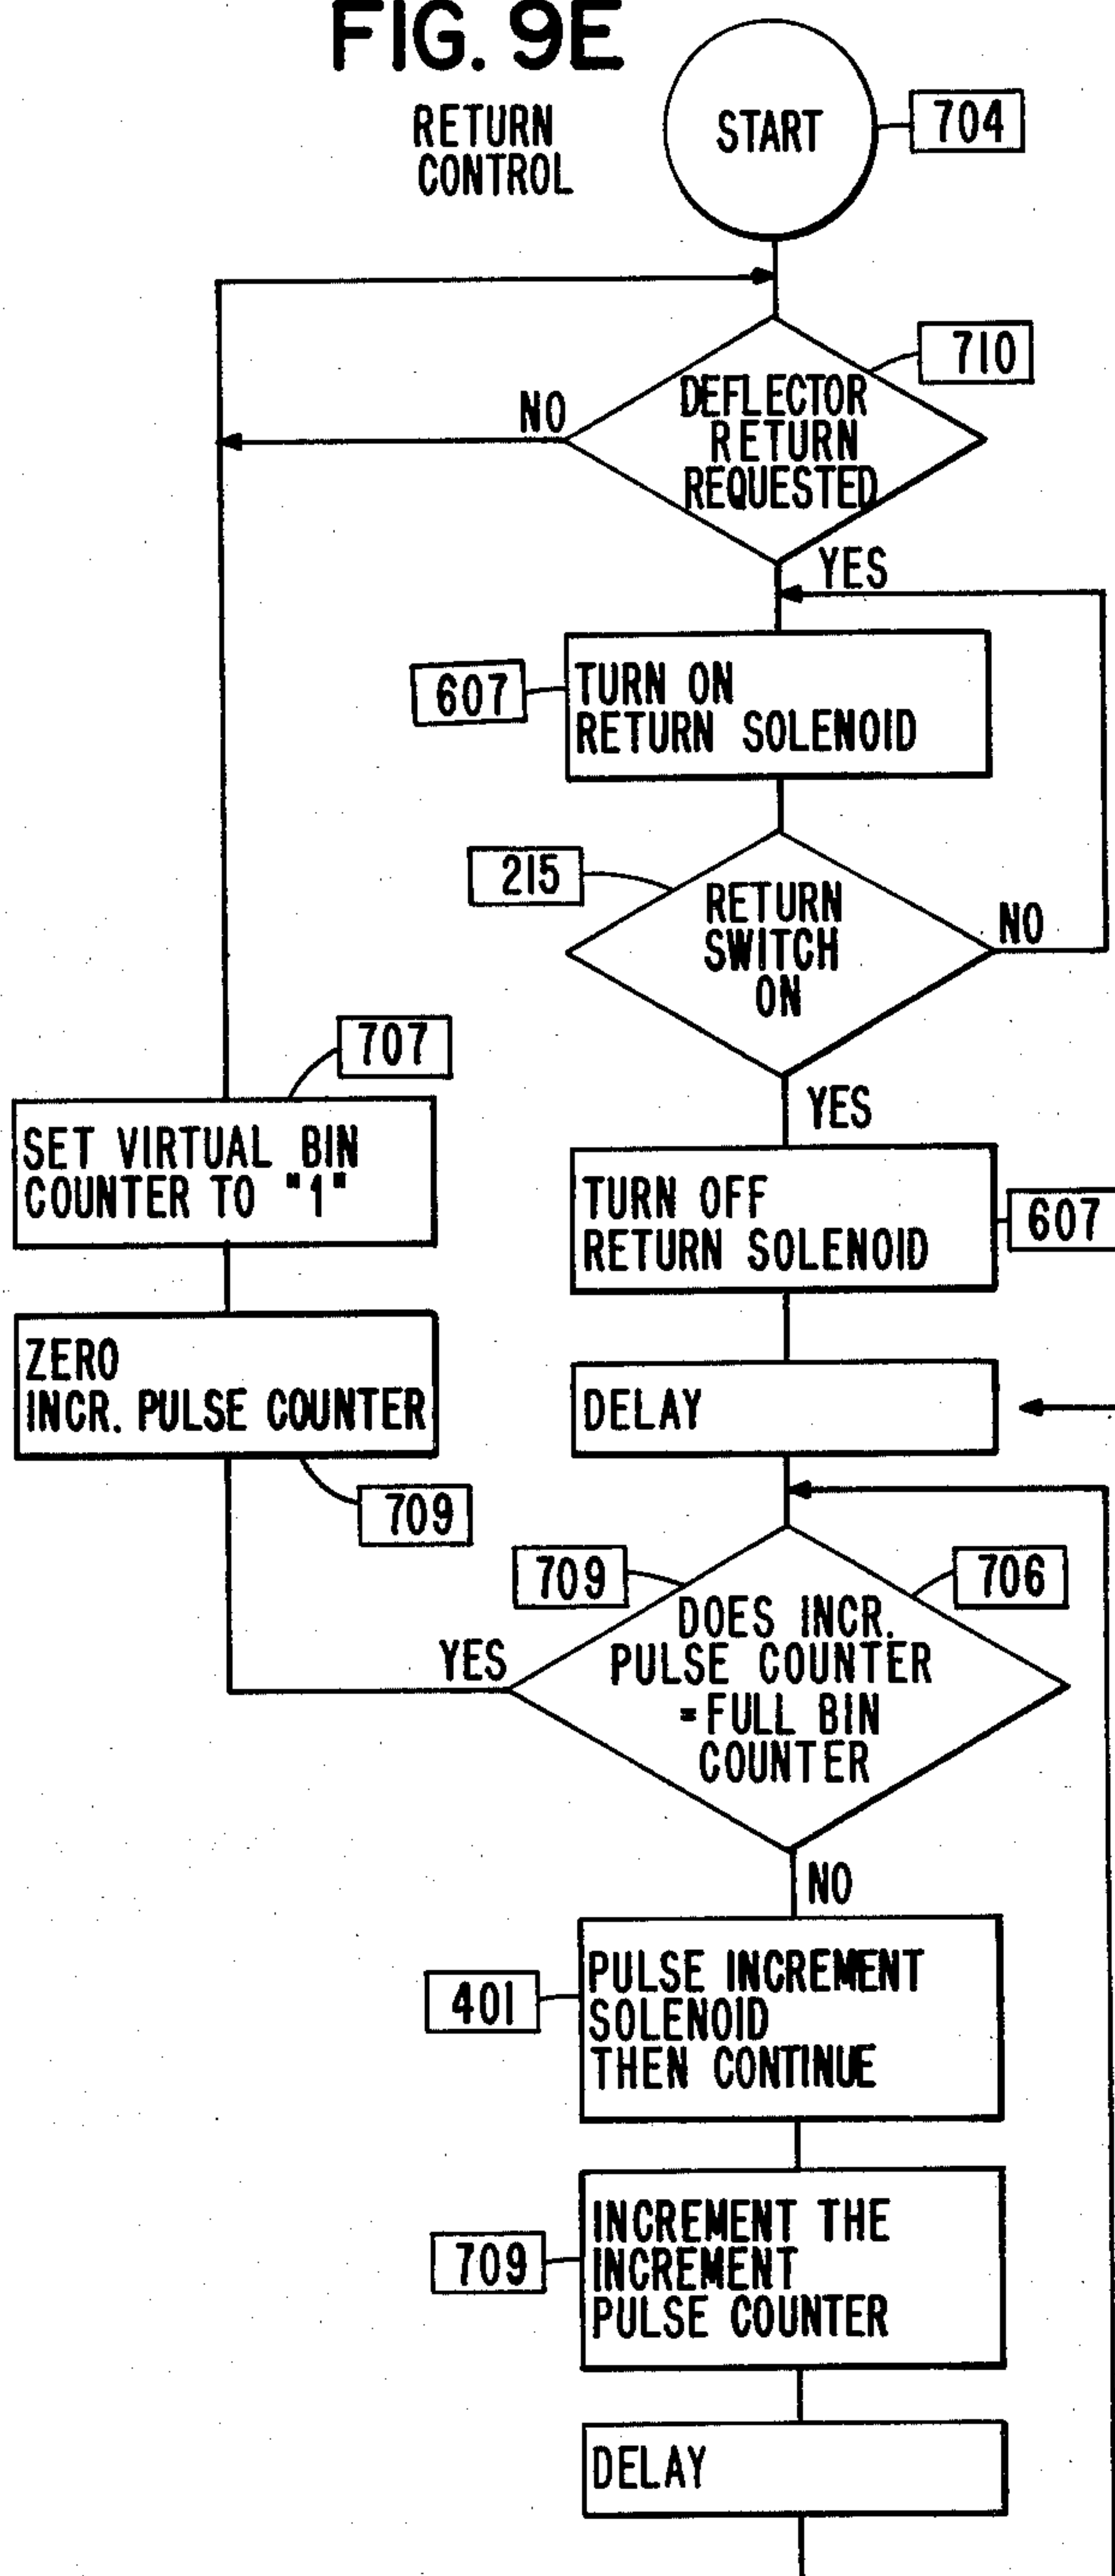 FIG. 9E
RETURN
CONTROL
START
704
710
DEFLECTOR
RETURN
REQUESTED
NO
YES
607
TURN ON
RETURN SOLENOID
215
RETURN
SWITCH
ON
NO
YES
707
SET VIRTUAL BIN
COUNTER TO "1"
TURN OFF
RETURN SOLENOID
607
ZERO
INCR. PULSE COUNTER
709
DELAY
709
706
DOES INCR.
PULSE COUNTER
=FULL BIN
COUNTER
YES
NO
401
PULSE INCREMENT
SOLENOID
THEN CONTINUE
709
INCREMENT THE
INCREMENT
PULSE COUNTER
DELAY